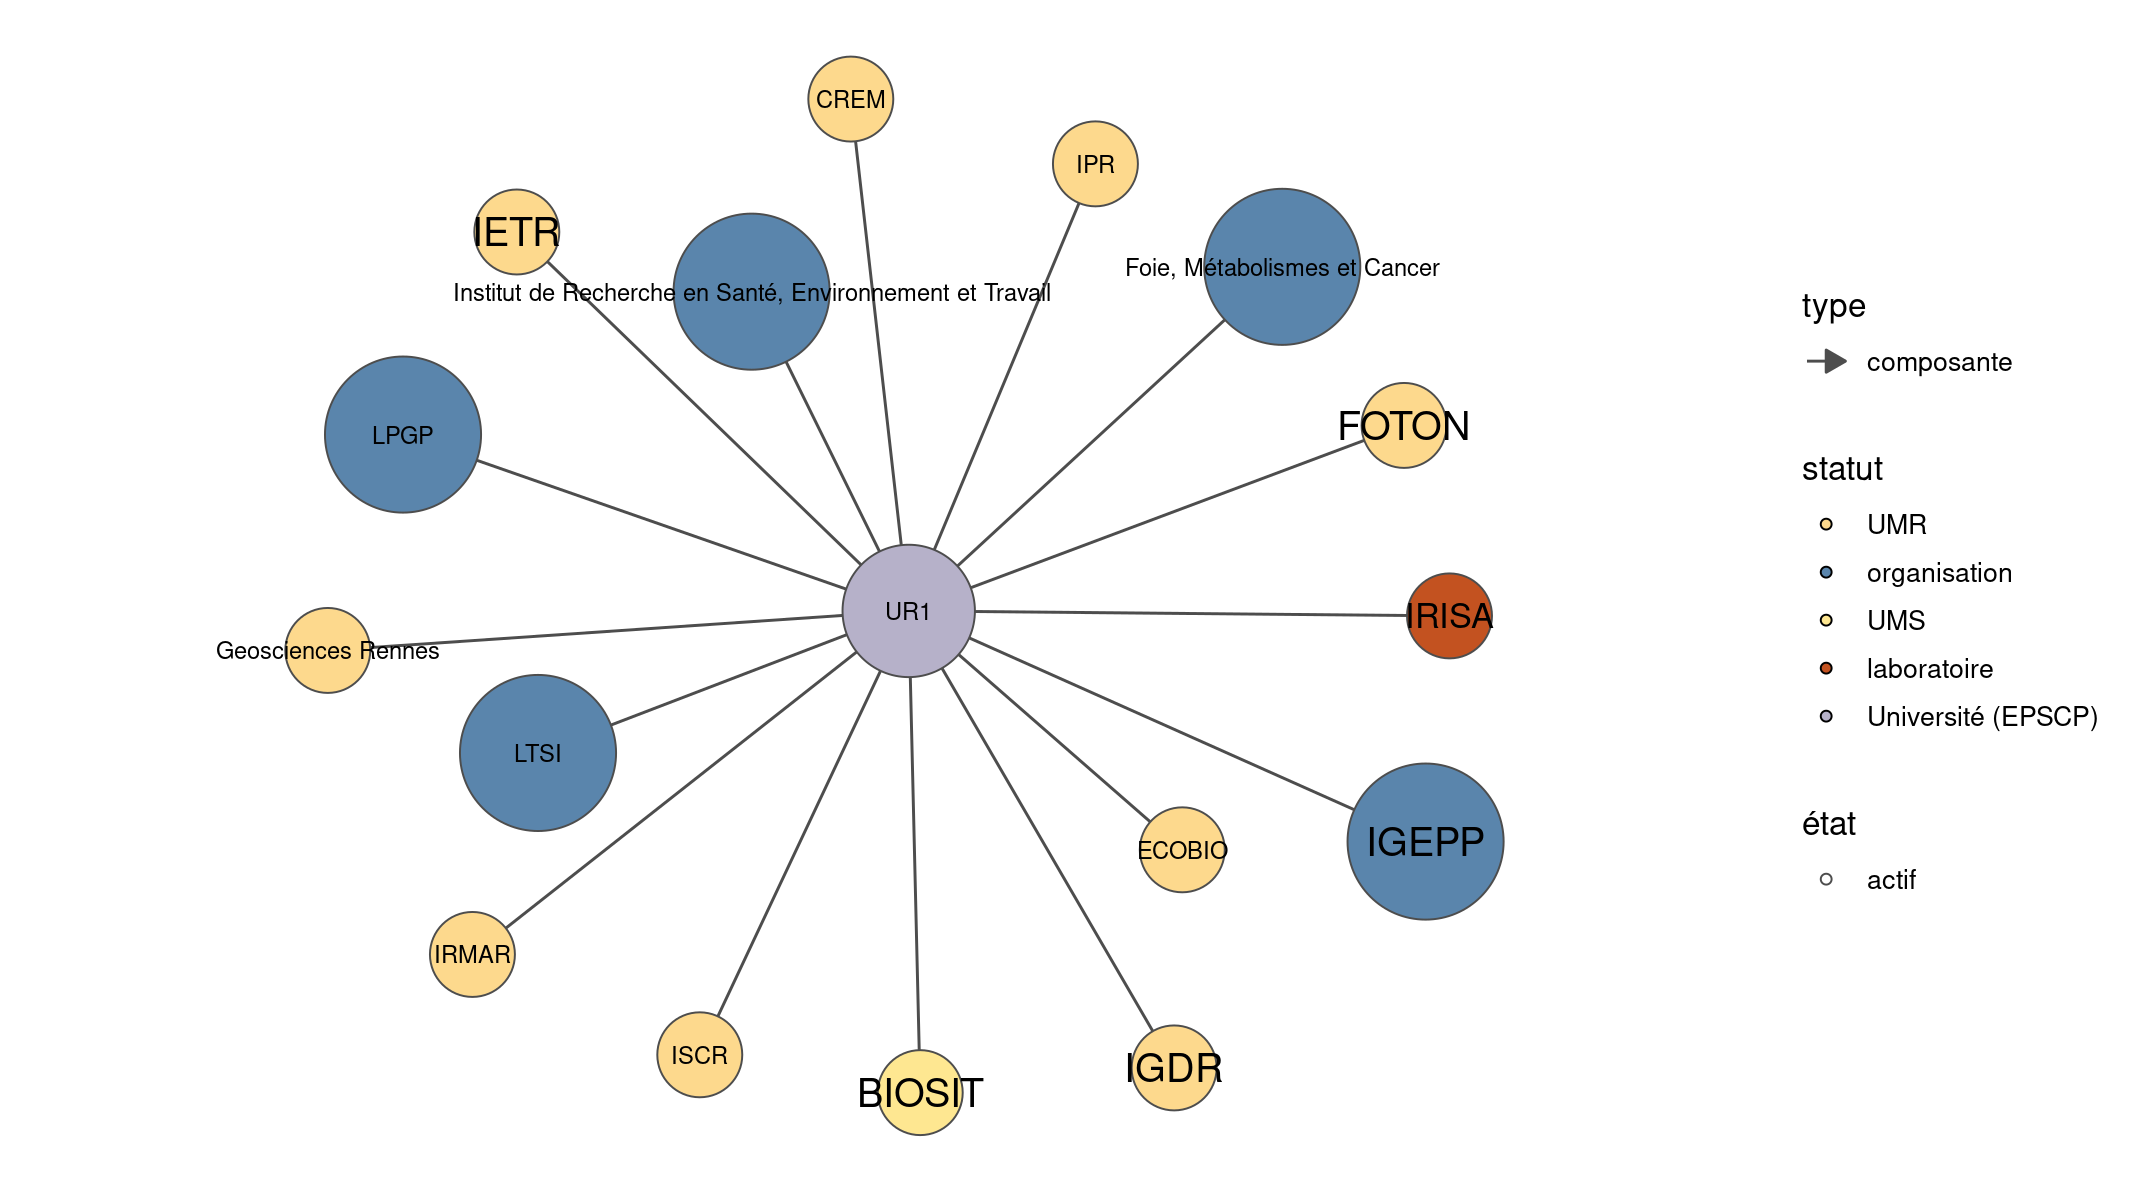 CREM
IPR
IETR
Foie, Métabolismes et Cancer
Institut de Recherche en Santé, Environnement et Travail
FOTON
LPGP
UR1
IRISA
Geosciences Rennes
LTSI
IGEPP
ECOBIO
IRMAR
ISCR
IGDR
BIOSIT
type
composante
statut
UMR
organisation
UMS
laboratoire
Université (EPSCP)
état
actif